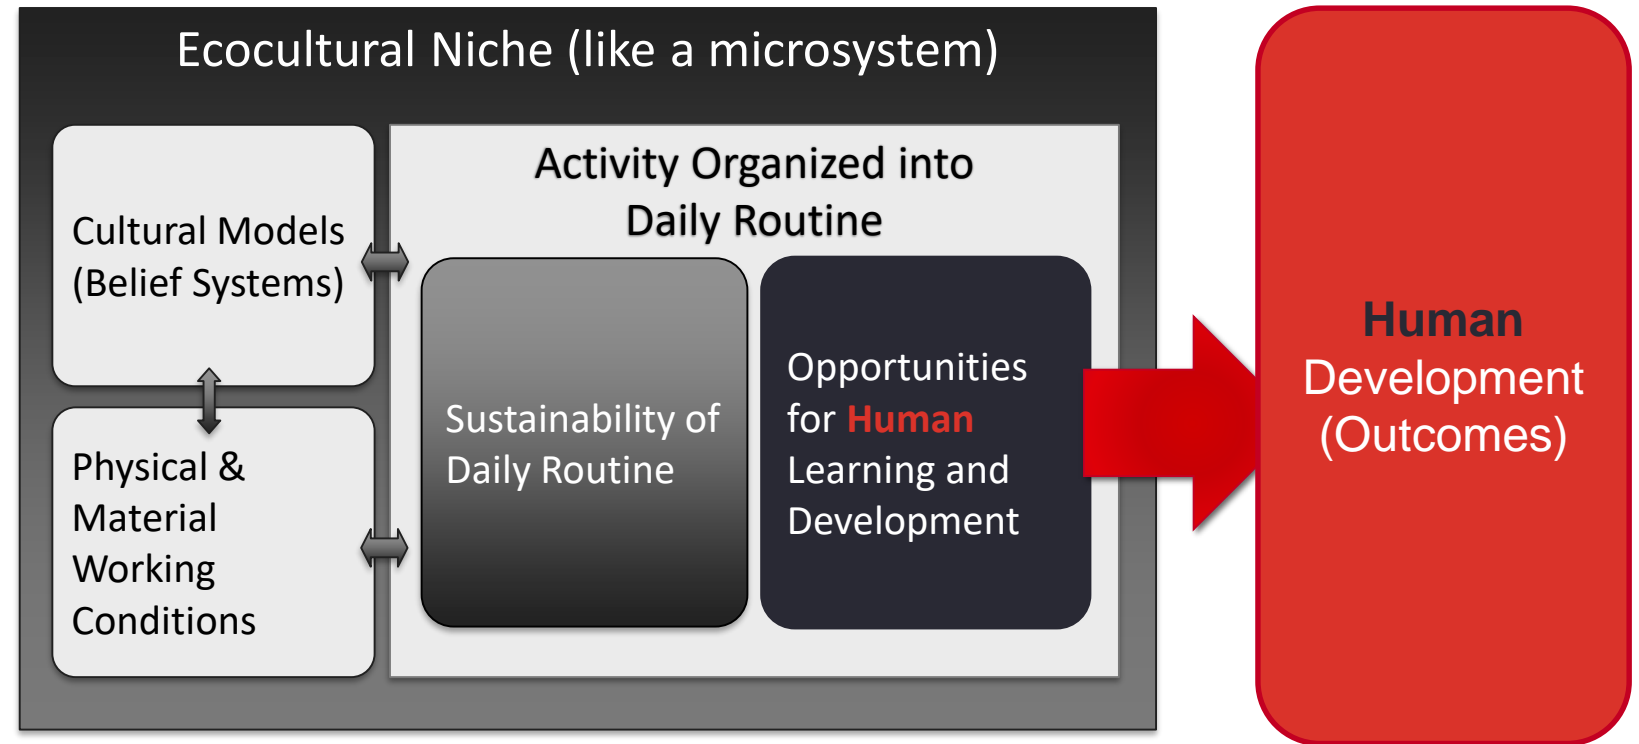 Ecocultural Niche (like a microsystem)
Cultural Models
(Belief Systems)
Physical &
Material
Working
Conditions
Activity Organized into
Daily Routine
Sustainability of
Daily Routine
Opportunities
for Human
Learning and
Development
Human
Development
(Outcomes)